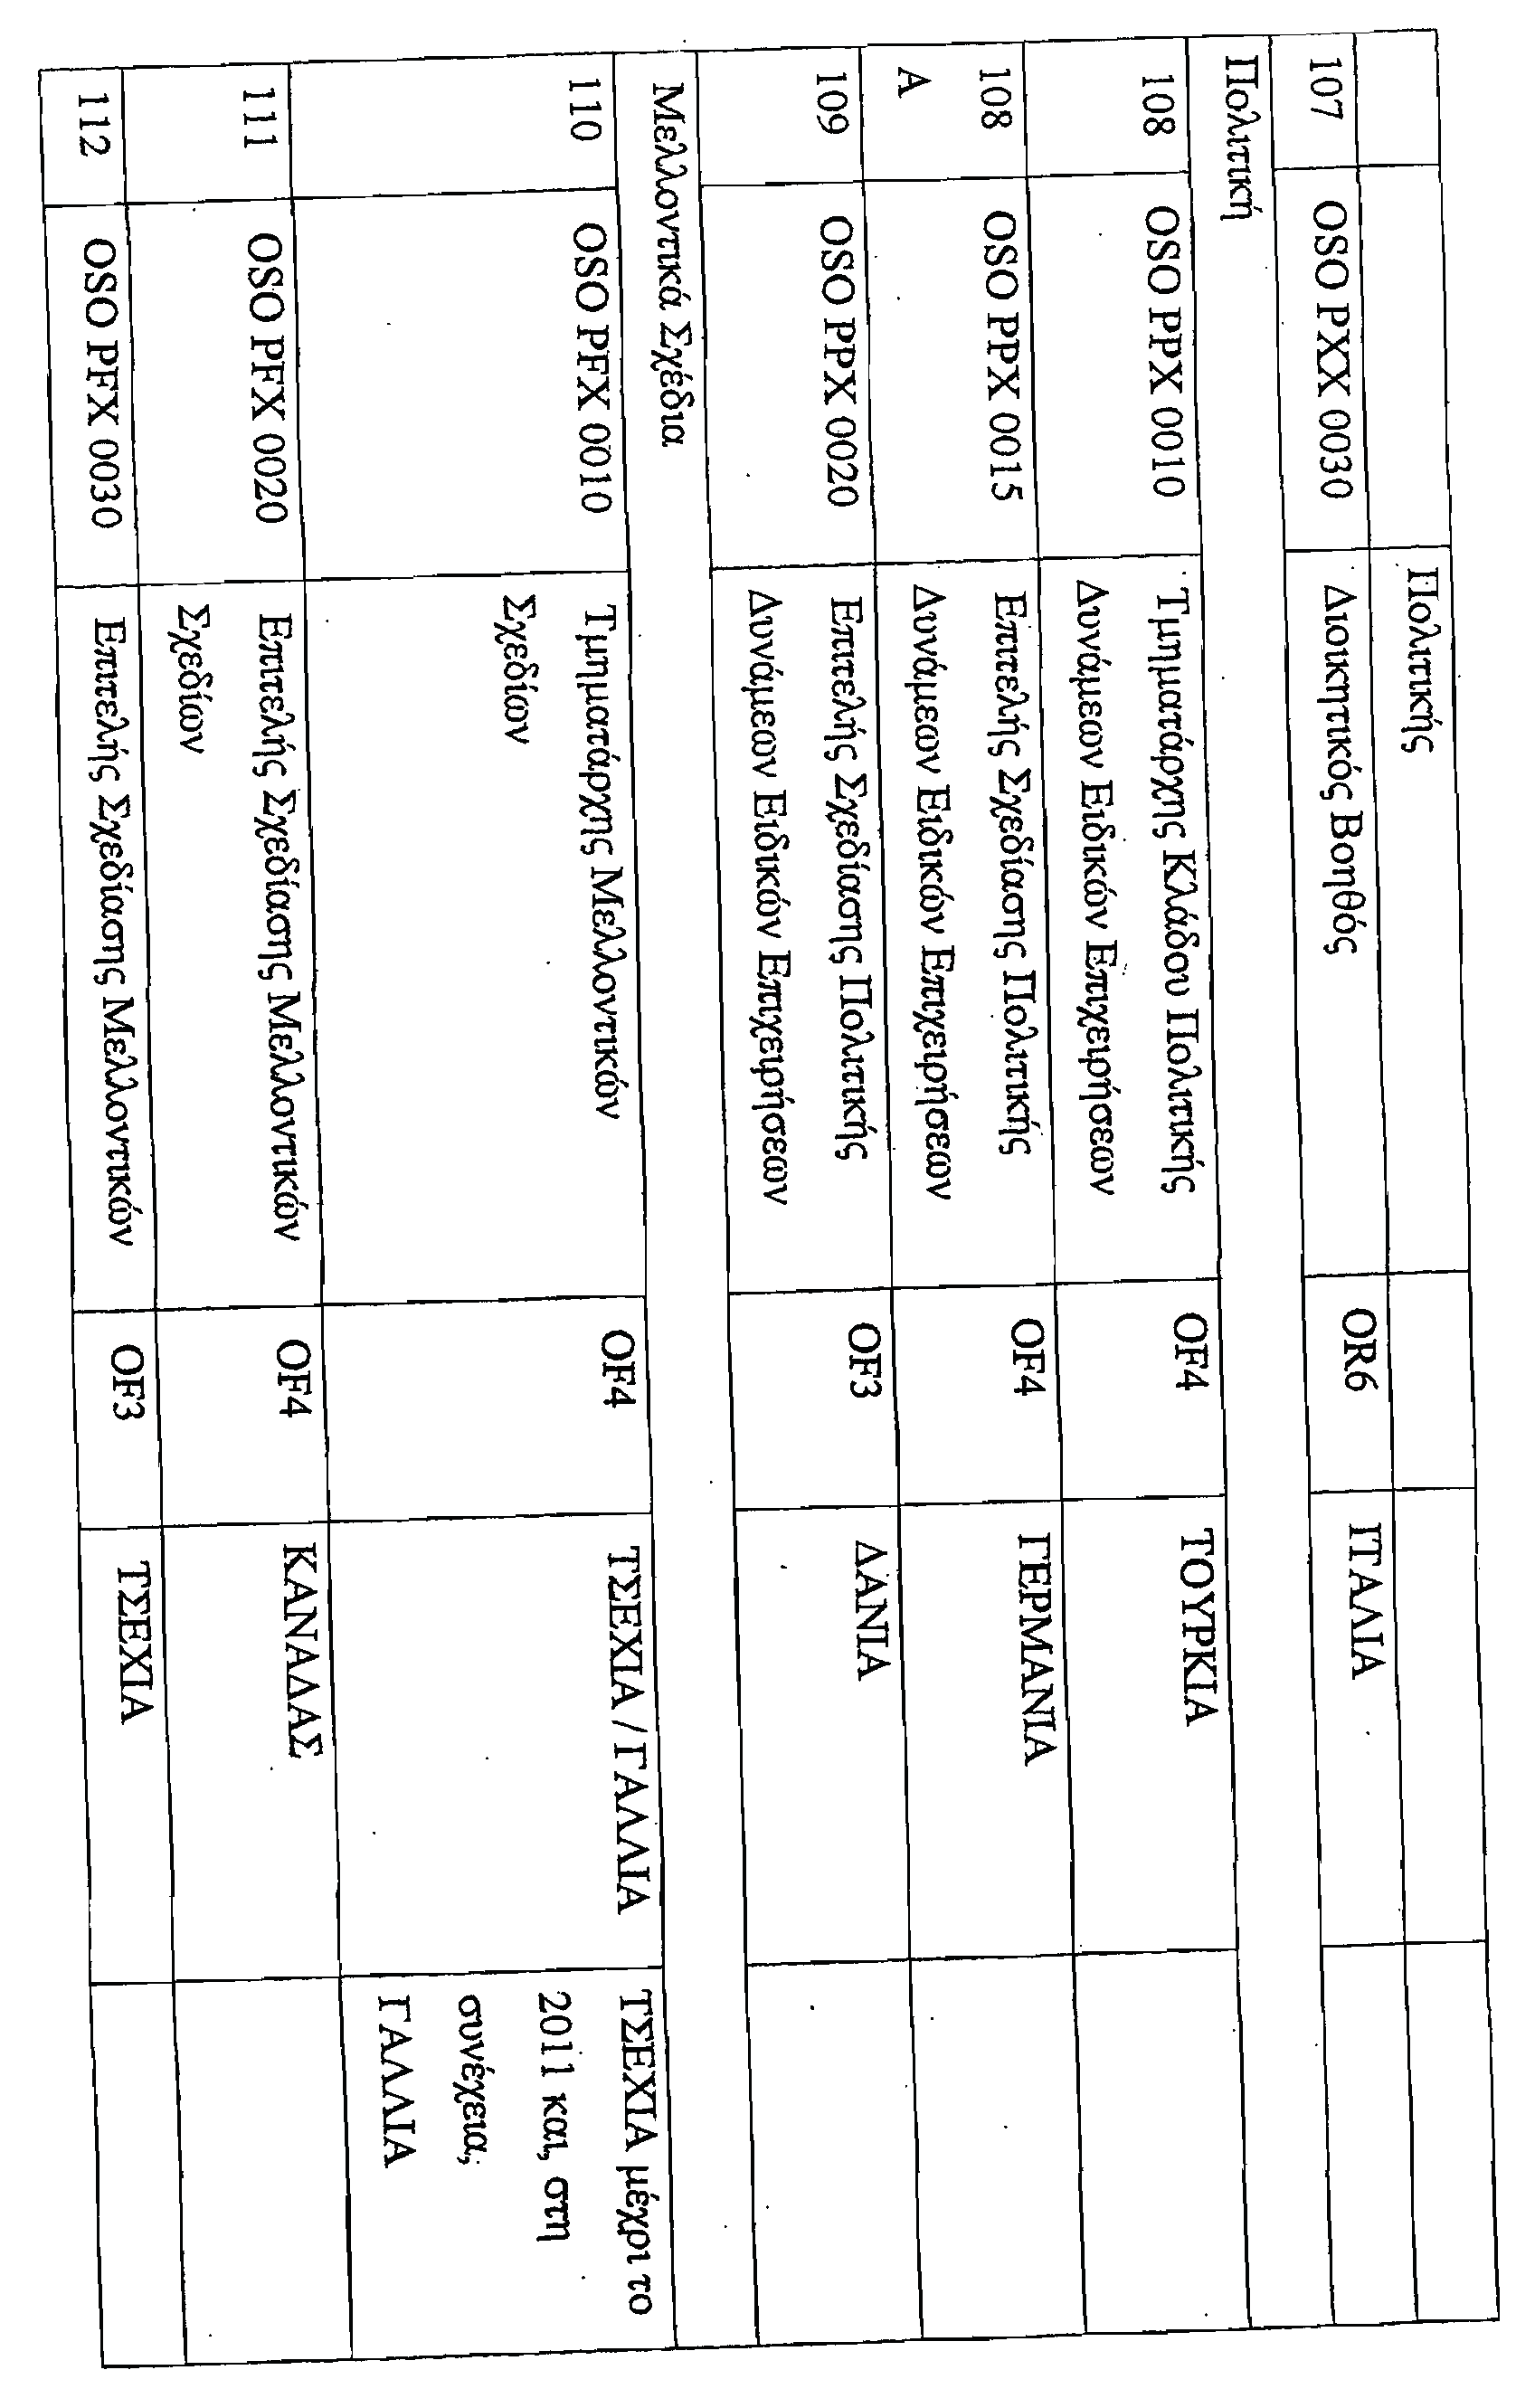 Πολιτικής
107 OSO PXX 0030 Διοικητικός Βοηθός OR6 ΙΤΑΛΙΑ
Πολιτική
108 OSO PPX 0010 Τμηματάρχης Κλάδου Πολιτικής OF4 ΤΟΥΡΚΙΑ
Δυνάμεων Ειδικών Επιχειρήσεων
108 OSO PPX 0015 Επιτελής Σχεδίασης Πολιτικής OF4 ΓΕΡΜΑΝΙΑ
Α Δυνάμεων Ειδικών Επιχειρήσεων
109 OSO PPX 0020 Επιτελής Σχεδίασης Πολιτικής OF3 ΔΑΝΙΑ
Δυνάμεων Ειδικών Επιχειρήσεων
Μελλοντικά Σχέδια
110 OSO PFX 0010 Τμηματάρχης Μελλοντικών OF4 ΤΣΕΧΙΑ / ΓΑΛΛΙΑ ΤΣΕΧΙΑ μέχρι το
Σχεδίων 2011 και, στη
συνέχεια,
ΓΑΛΛΙΑ
111 OSO PFX 0020 Επιτελής Σχεδίασης Μελλοντικών OF4 ΚΑΝΑΔΑΣ
Σχεδίων
112 OSO PFX 0030 Επιτελής Σχεδίασης Μελλοντικών OF3 ΤΣΕΧΙΑ